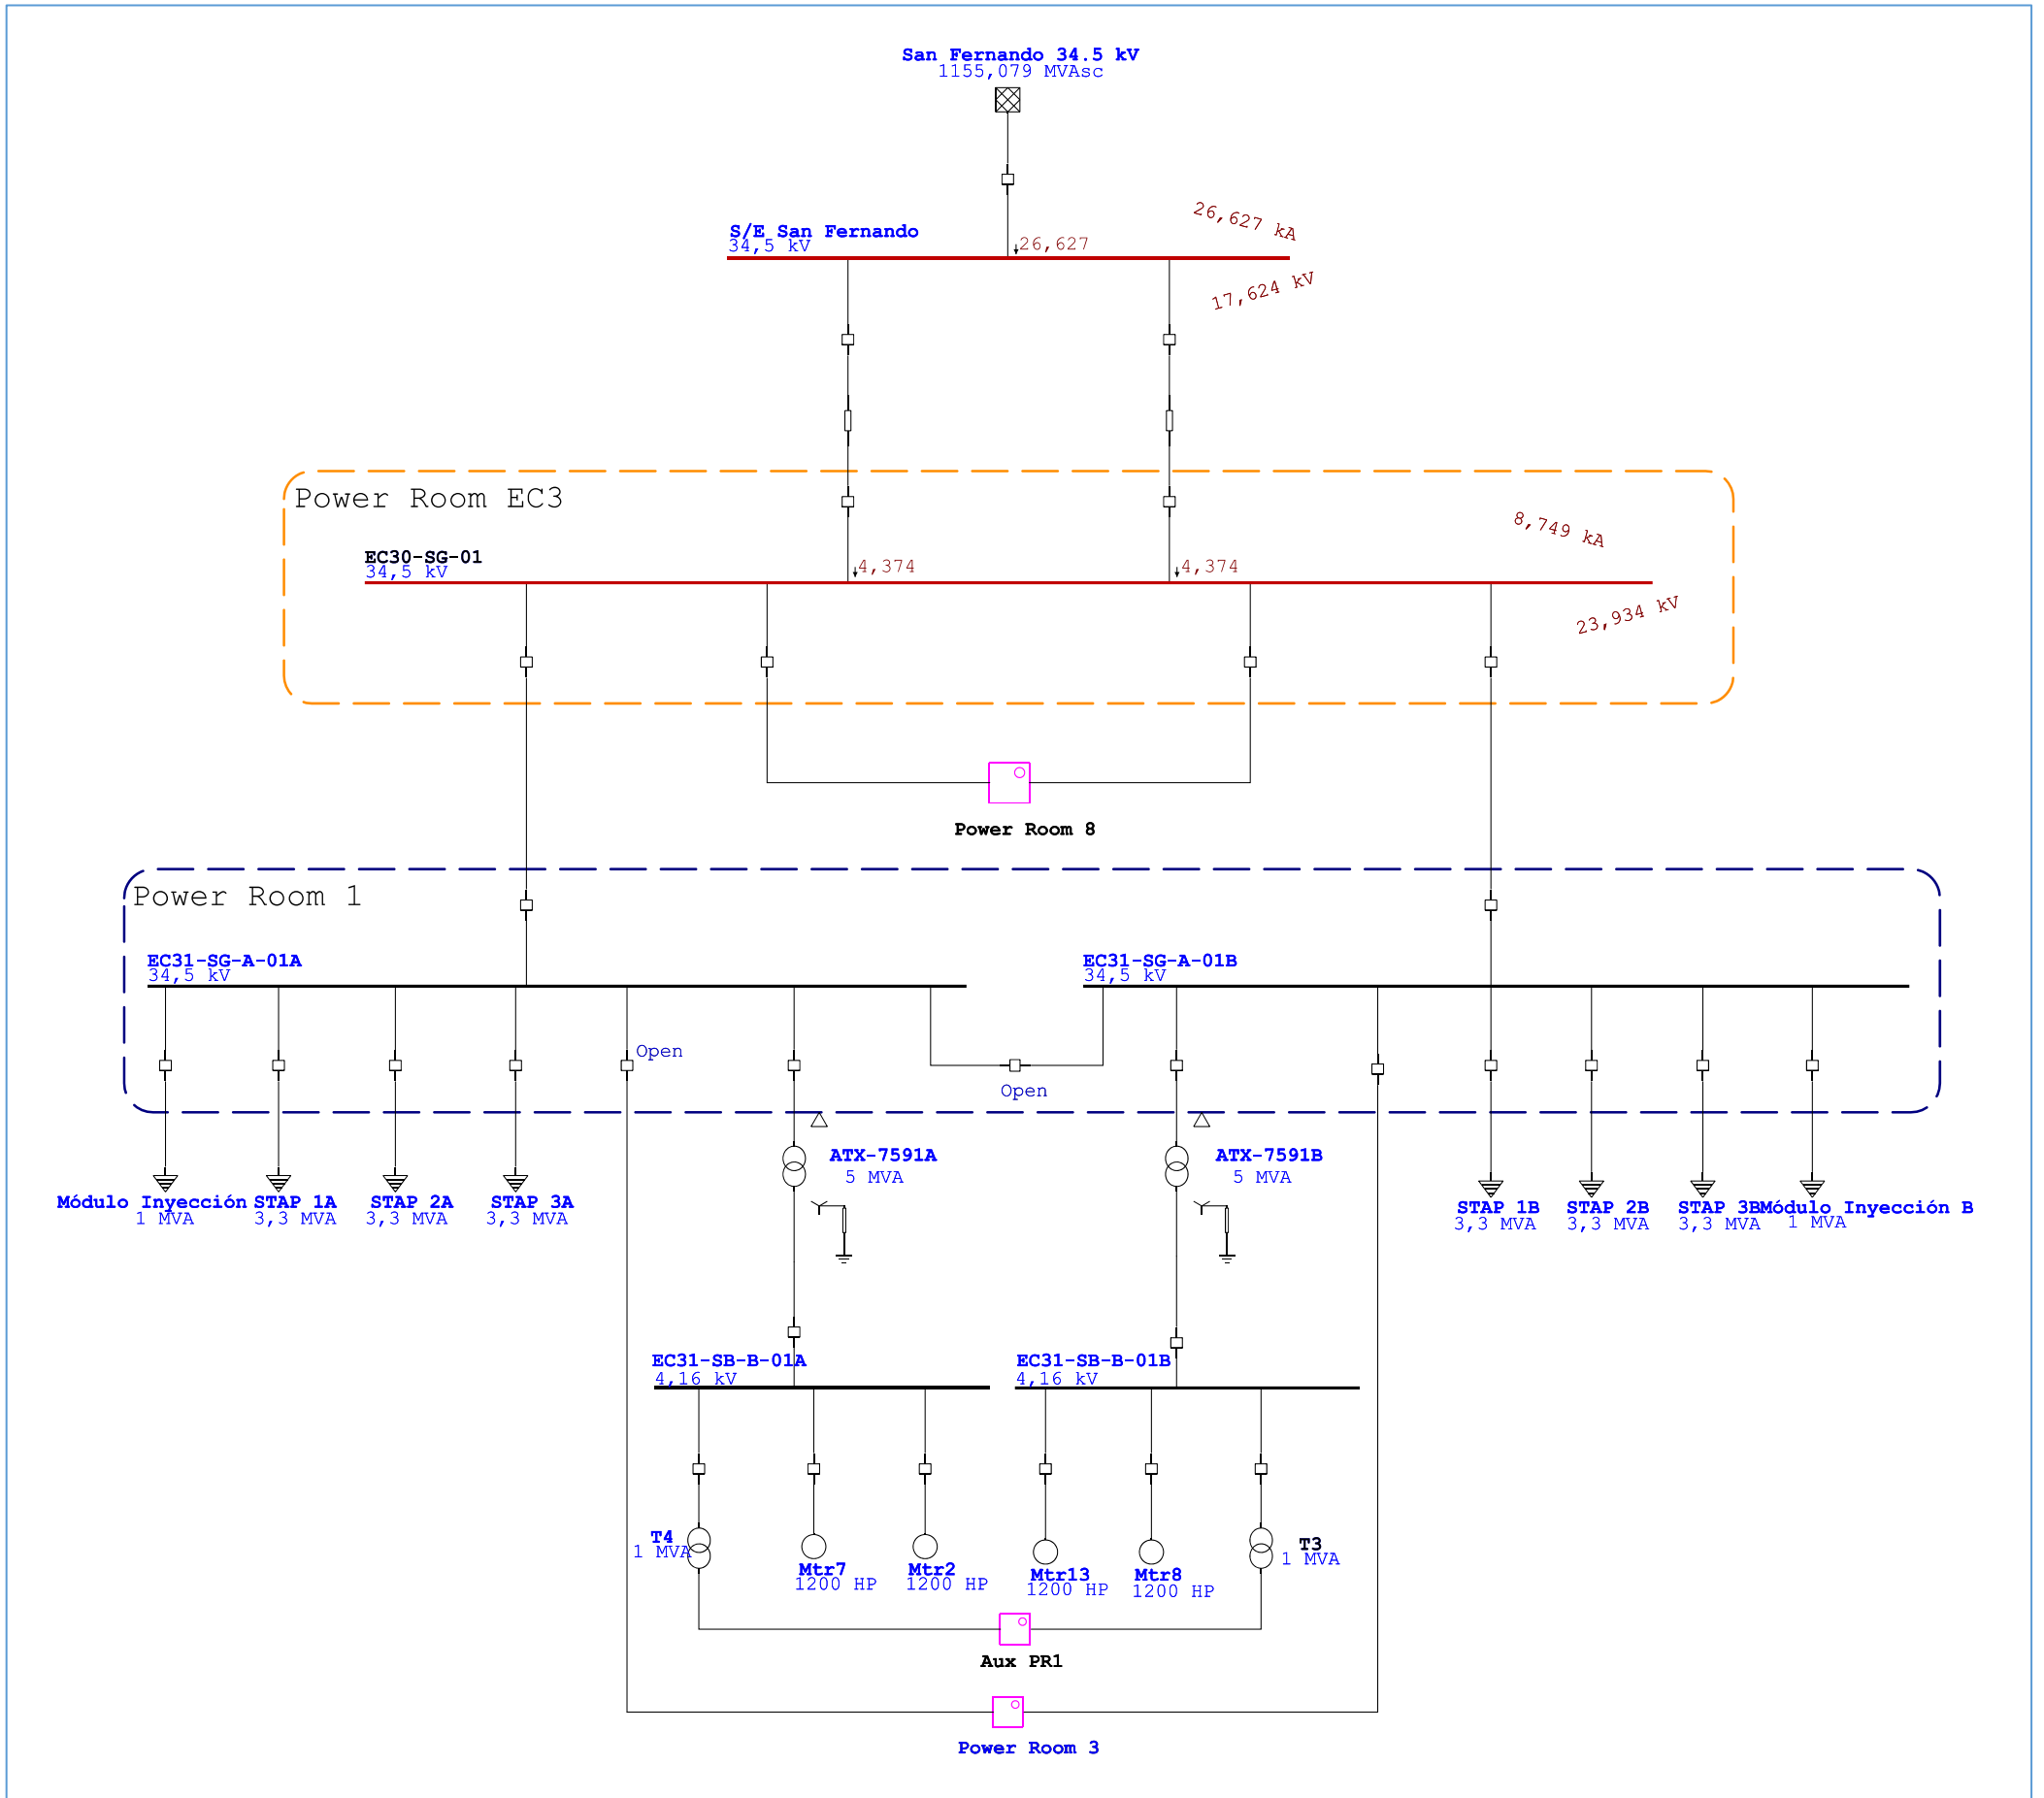 San Fernando 34.5 kV
1155,079 MVAsc
26,627 kA
S/E San Fernando
34,5 kV
26,627
17,624 kV
Power Room EC3
8,749 kA
EC30-SG-01
34,5 kV
4,374
4,374
23,934 kV
Power Room 8
Power Room 1
EC31-SG-A-01A
34,5 kV
EC31-SG-A-01B
34,5 kV
Open
Open
ATX-7591A
5 MVA
ATX-7591B
5 MVA
Módulo Inyección
1 MVA
STAP 1A
3,3 MVA
STAP 2A
3,3 MVA
STAP 3A
3,3 MVA
STAP 1B
3,3 MVA
STAP 2B
3,3 MVA
STAP 3B
3,3 MVA
Módulo Inyección B
1 MVA
EC31-SB-B-01A
4,16 kV
EC31-SB-B-01B
4,16 kV
T4
1 MVA
Mtr7
1200 HP
Mtr2
1200 HP
Mtr13
1200 HP
Mtr8
1200 HP
T3
1 MVA
Aux PR1
Power Room 3